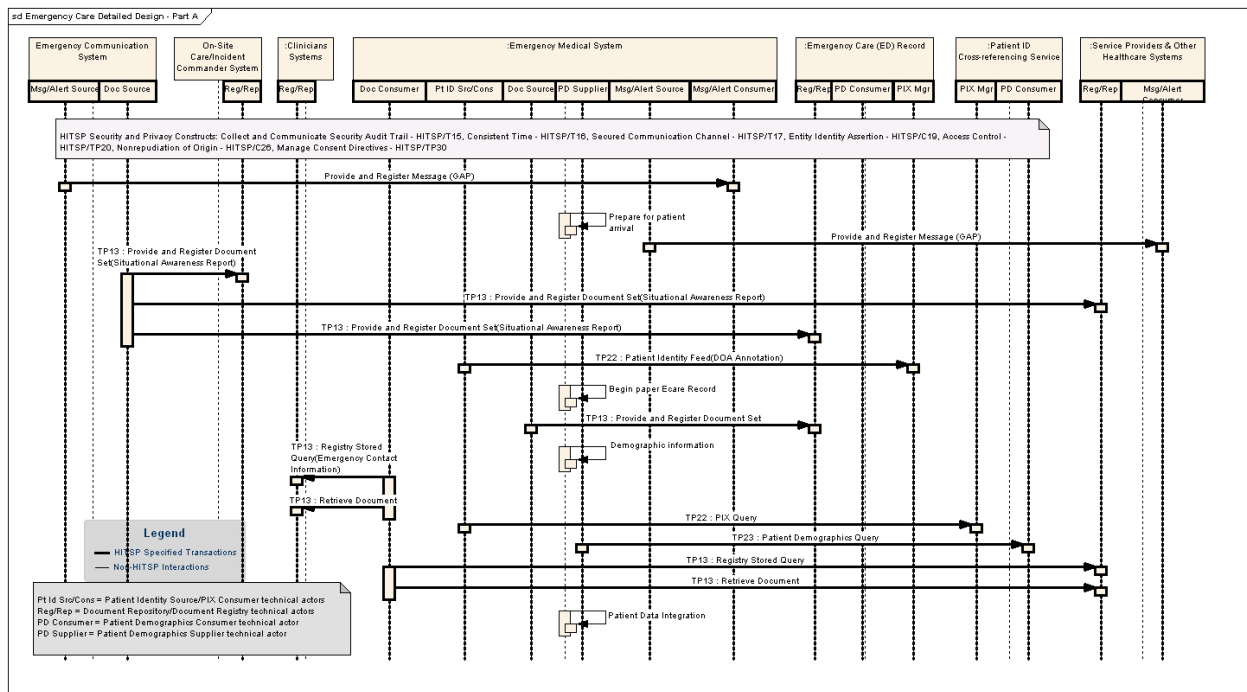 sd Emergency Care Detailed Design - Part A
Emergency Communication
System
On-Site
Care/Incident
Commander System
:Clinicians
Systems
:Emergency Medical System
:Emergency Care (ED) Record
:Patient ID
Cross-referencing Service
:Service Providers & Other
Healthcare Systems
Msg/Alert Source
Doc Source
Reg/Rep
Reg/Rep
Doc Consumer
Pt ID Src/Cons
Doc Source
PD Supplier
Msg/Alert Source
Msg/Alert Consumer
Reg/Rep
PD Consumer
PIX Mgr
PIX Mgr
PD Consumer
Reg/Rep
Msg/Alert
Consumer
HITSP Security and Privacy Constructs: Collect and Communicate Security Audit Trail - HITSP/T15, Consistent Time - HITSP/T16, Secured Communication Channel - HITSP/T17, Entity Identity Assertion - HITSP/C19, Access Control -
HITSP/TP20, Nonrepudiation of Origin - HITSP/C26, Manage Consent Directives - HITSP/TP30
Provide and Register Message (GAP)
Prepare for patient
arrival
Provide and Register Message (GAP)
TP13 : Provide and Register Document
Set(Situational Awareness Report)
TP13 : Provide and Register Document Set(Situational Awareness Report)
TP13 : Provide and Register Document Set(Situational Awareness Report)
TP22 : Patient Identity Feed(DOA Annotation)
Begin paper Ecare Record
TP13 : Provide and Register Document Set
Demographic information
TP13 : Registry Stored
Query(Emergency Contact
Information)
TP13 : Retrieve Document
TP22 : PIX Query
TP23 : Patient Demographics Query
TP13 : Registry Stored Query
TP13 : Retrieve Document
Patient Data Integration
Legend
HITSP Specified Transactions
Non-HITSP Interactions
Pt Id Src/Cons = Patient Identity Source/PIX Consumer technical actors
Reg/Rep = Document Repository/Document Registry technical actors
PD Consumer = Patient Demographics Consumer technical actor
PD Supplier = Patient Demographics Supplier technical actor